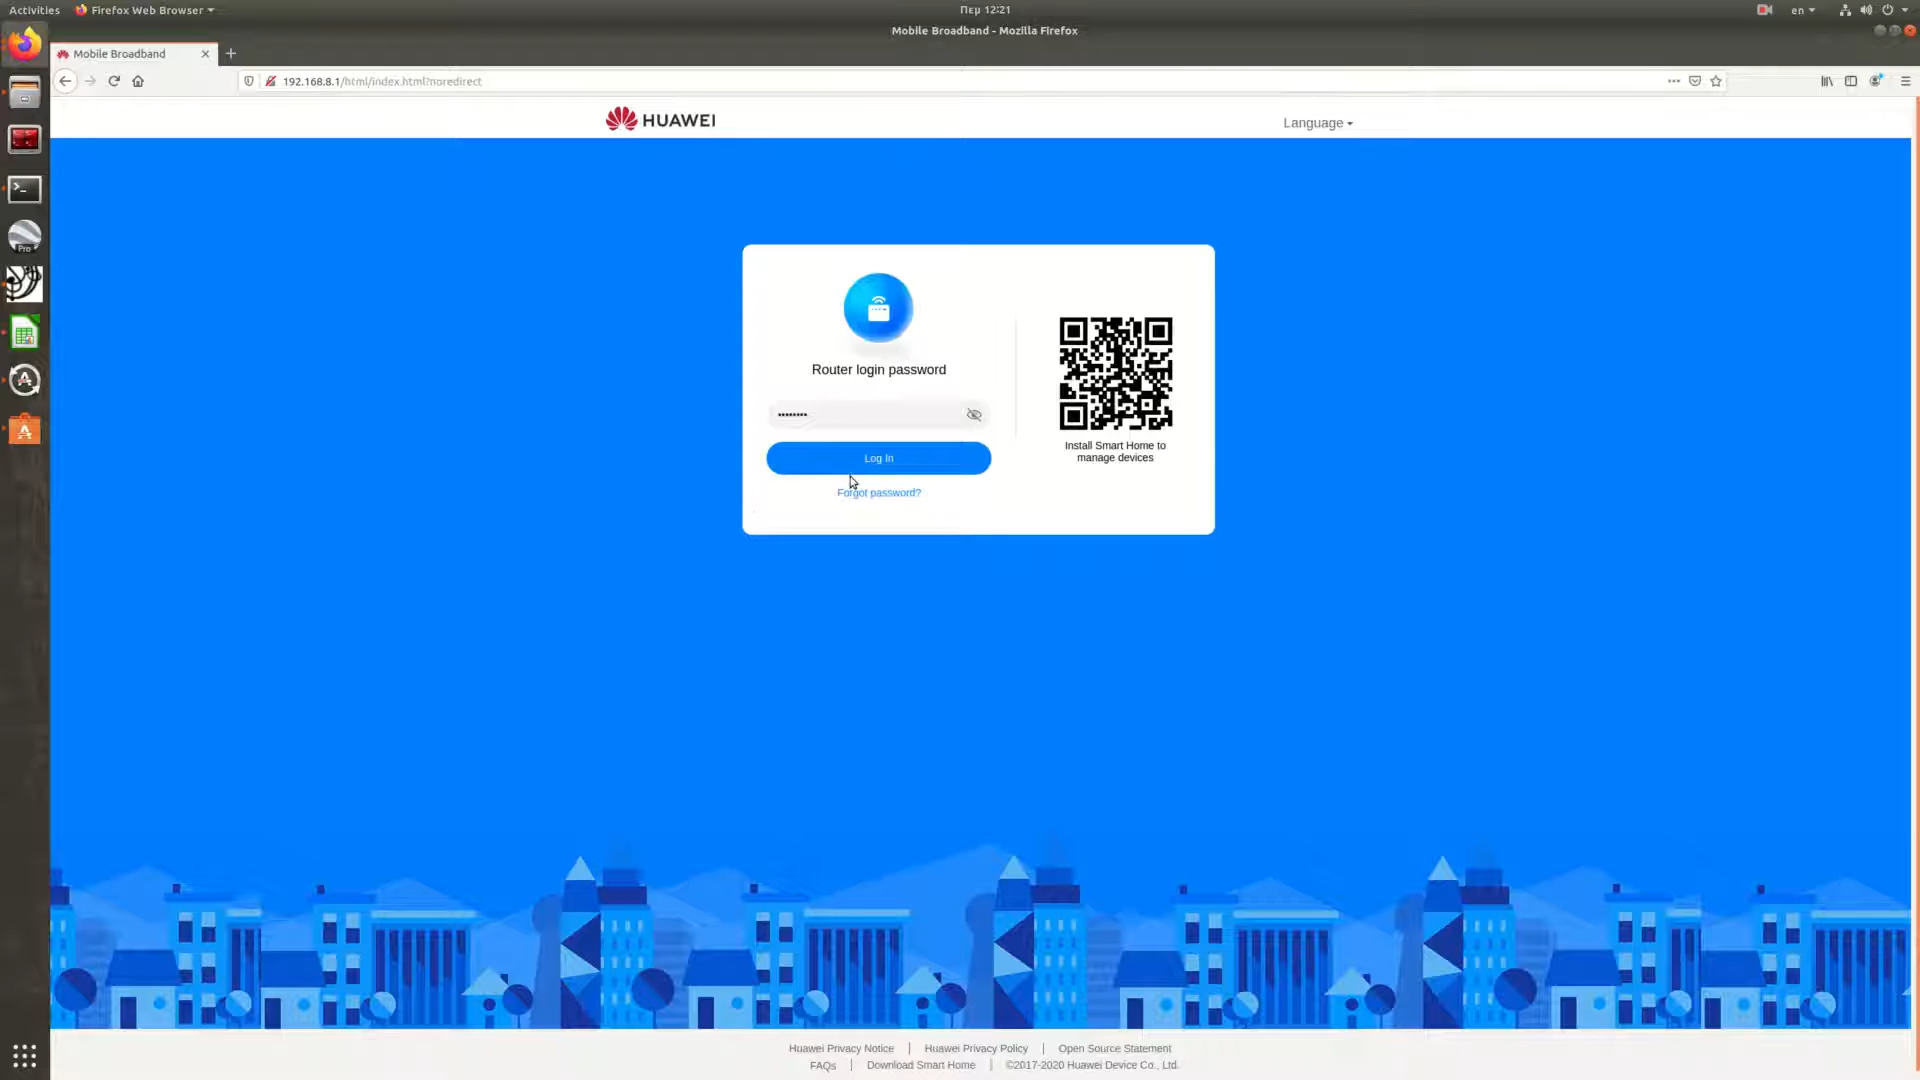 Activities
Firefox Web Browser
Πεμ 12:21
en
Mobile Broadband - Mozilla Firefox
Mobile Broadband
192.168.8.1/html/index.html?noredirect
HUAWEI
Language
Pro
Router login password
••••••••
Log In
Forgot password?
Install Smart Home to
manage devices
Huawei Privacy Notice | Huawei Privacy Policy | Open Source Statement
FAQs | Download Smart Home | ©2017-2020 Huawei Device Co., Ltd.